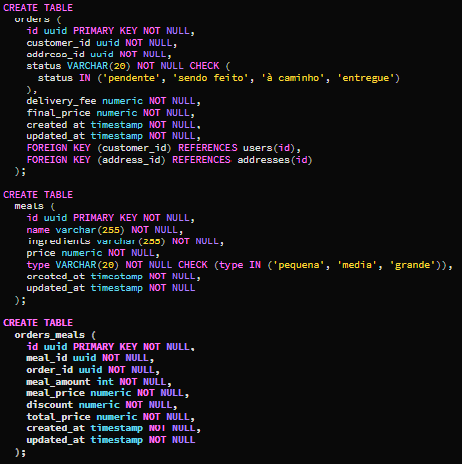 CREATE TABLE
orders (
id uuid PRIMARY KEY NOT NULL,
customer_id uuid NOT NULL,
address_id uuid NOT NULL,
status VARCHAR(20) NOT NULL CHECK (
status IN ('pendente', 'sendo feito', 'à caminho', 'entregue')
),
delivery_fee numeric NOT NULL,
final_price numeric NOT NULL,
created_at timestamp NOT NULL,
updated_at timestamp NOT NULL,
FOREIGN KEY (customer_id) REFERENCES users(id),
FOREIGN KEY (address_id) REFERENCES addresses(id)
);
CREATE TABLE
meals (
id uuid PRIMARY KEY NOT NULL,
name varchar(255) NOT NULL,
ingredients varchar(255) NOT NULL,
price numeric NOT NULL,
type VARCHAR(20) NOT NULL CHECK (type IN ('pequena', 'media', 'grande')),
created_at timestamp NOT NULL,
updated_at timestamp NOT NULL
);
CREATE TABLE
orders_meals (
id uuid PRIMARY KEY NOT NULL,
meal_id uuid NOT NULL,
order_id uuid NOT NULL,
meal_amount int NOT NULL,
meal_price numeric NOT NULL,
discount numeric NOT NULL,
total_price numeric NOT NULL,
created_at timestamp NOT NULL,
updated_at timestamp NOT NULL
);